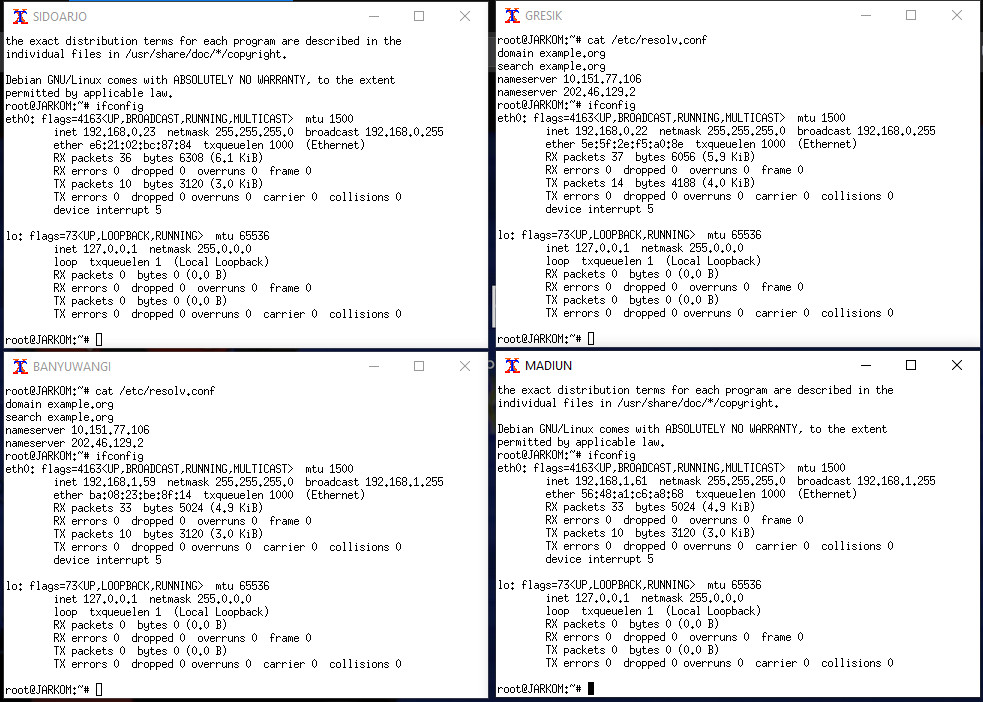 SIDOARJO
the exact distribution terms for each program are described in the
individual files in /usr/share/doc/*/copyright.
Debian GNU/Linux comes with ABSOLUTELY NO WARRANTY, to the extent
permitted by applicable law.
root@JARKOM:~# ifconfig
eth0: flags=4163<UP,BROADCAST,RUNNING,MULTICAST>  mtu 1500
        inet 192.168.0.23  netmask 255.255.255.0  broadcast 192.168.0.255
        ether e6:21:02:bc:87:84  txqueuelen 1000  (Ethernet)
        RX packets 36  bytes 6308 (6.1 KiB)
        RX errors 0  dropped 0  overruns 0  frame 0
        TX packets 10  bytes 3120 (3.0 KiB)
        TX errors 0  dropped 0 overruns 0  carrier 0  collisions 0
        device interrupt 5
lo: flags=73<UP,LOOPBACK,RUNNING>  mtu 65536
        inet 127.0.0.1  netmask 255.0.0.0
        loop  txqueuelen 1  (Local Loopback)
        RX packets 0  bytes 0 (0.0 B)
        RX errors 0  dropped 0  overruns 0  frame 0
        TX packets 0  bytes 0 (0.0 B)
        TX errors 0  dropped 0 overruns 0  carrier 0  collisions 0
root@JARKOM:~#
GRESIK
root@JARKOM:~# cat /etc/resolv.conf
domain example.org
search example.org
nameserver 10.151.77.106
nameserver 202.46.129.2
root@JARKOM:~# ifconfig
eth0: flags=4163<UP,BROADCAST,RUNNING,MULTICAST>  mtu 1500
        inet 192.168.0.22  netmask 255.255.255.0  broadcast 192.168.0.255
        ether 5e:5f:2e:f5:a0:8e  txqueuelen 1000  (Ethernet)
        RX packets 37  bytes 6056 (5.9 KiB)
        RX errors 0  dropped 0  overruns 0  frame 0
        TX packets 14  bytes 4188 (4.0 KiB)
        TX errors 0  dropped 0 overruns 0  carrier 0  collisions 0
        device interrupt 5
lo: flags=73<UP,LOOPBACK,RUNNING>  mtu 65536
        inet 127.0.0.1  netmask 255.0.0.0
        loop  txqueuelen 1  (Local Loopback)
        RX packets 0  bytes 0 (0.0 B)
        RX errors 0  dropped 0  overruns 0  frame 0
        TX packets 0  bytes 0 (0.0 B)
        TX errors 0  dropped 0 overruns 0  carrier 0  collisions 0
root@JARKOM:~#
BANYUWANGI
root@JARKOM:~# cat /etc/resolv.conf
domain example.org
search example.org
nameserver 10.151.77.106
nameserver 202.46.129.2
root@JARKOM:~# ifconfig
eth0: flags=4163<UP,BROADCAST,RUNNING,MULTICAST>  mtu 1500
        inet 192.168.1.59  netmask 255.255.255.0  broadcast 192.168.1.255
        ether ba:08:23:be:8f:14  txqueuelen 1000  (Ethernet)
        RX packets 33  bytes 5024 (4.9 KiB)
        RX errors 0  dropped 0  overruns 0  frame 0
        TX packets 10  bytes 3120 (3.0 KiB)
        TX errors 0  dropped 0 overruns 0  carrier 0  collisions 0
        device interrupt 5
lo: flags=73<UP,LOOPBACK,RUNNING>  mtu 65536
        inet 127.0.0.1  netmask 255.0.0.0
        loop  txqueuelen 1  (Local Loopback)
        RX packets 0  bytes 0 (0.0 B)
        RX errors 0  dropped 0  overruns 0  frame 0
        TX packets 0  bytes 0 (0.0 B)
        TX errors 0  dropped 0 overruns 0  carrier 0  collisions 0
root@JARKOM:~#
MADIUN
the exact distribution terms for each program are described in the
individual files in /usr/share/doc/*/copyright.
Debian GNU/Linux comes with ABSOLUTELY NO WARRANTY, to the extent
permitted by applicable law.
root@JARKOM:~# ifconfig
eth0: flags=4163<UP,BROADCAST,RUNNING,MULTICAST>  mtu 1500
        inet 192.168.1.61  netmask 255.255.255.0  broadcast 192.168.1.255
        ether 56:48:a1:c6:a8:68  txqueuelen 1000  (Ethernet)
        RX packets 33  bytes 5024 (4.9 KiB)
        RX errors 0  dropped 0  overruns 0  frame 0
        TX packets 10  bytes 3120 (3.0 KiB)
        TX errors 0  dropped 0 overruns 0  carrier 0  collisions 0
        device interrupt 5
lo: flags=73<UP,LOOPBACK,RUNNING>  mtu 65536
        inet 127.0.0.1  netmask 255.0.0.0
        loop  txqueuelen 1  (Local Loopback)
        RX packets 0  bytes 0 (0.0 B)
        RX errors 0  dropped 0  overruns 0  frame 0
        TX packets 0  bytes 0 (0.0 B)
        TX errors 0  dropped 0 overruns 0  carrier 0  collisions 0
root@JARKOM:~#